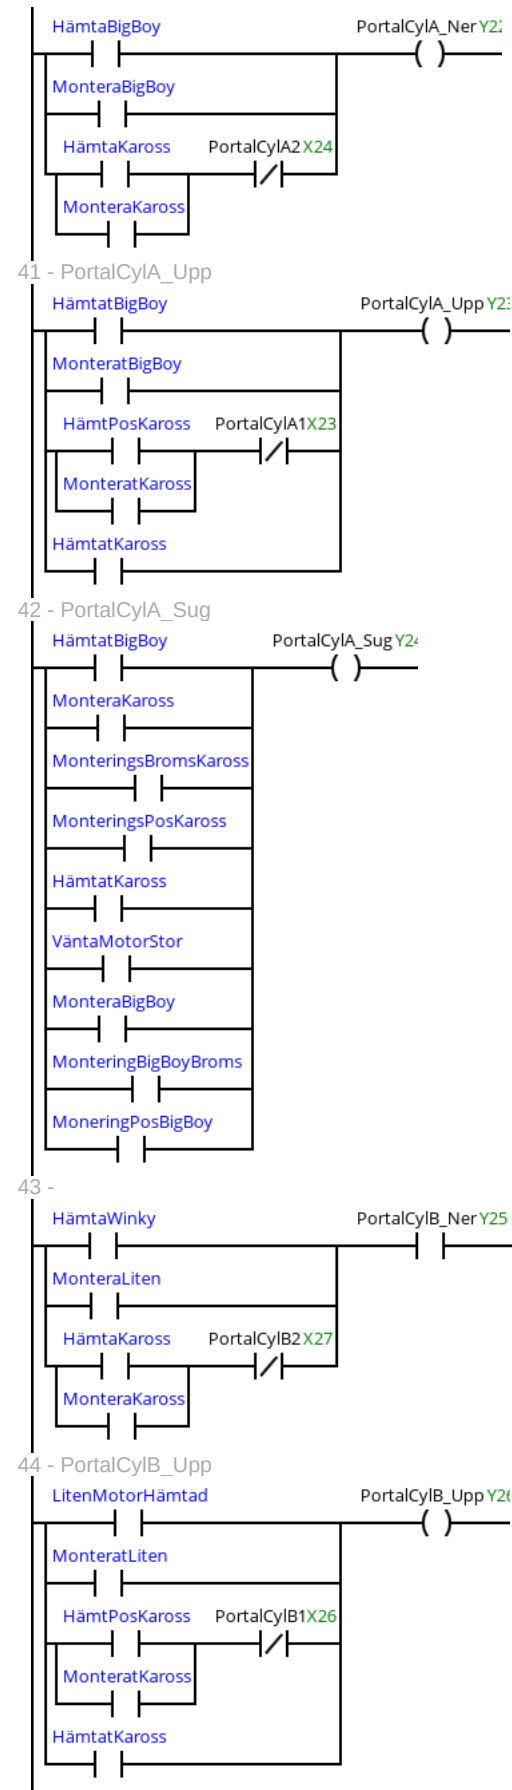 HämtaBigBoy PortalCylA_Ner Y22
MonteraBigBoy
HämtaKaross PortalCylA2 X24
MonteraKaross
41 - PortalCylA_Upp
HämtatBigBoy PortalCylA_Upp Y23
MonteratBigBoy
HämtPosKaross PortalCylA1 X23
MonteratKaross
HämtatKaross
42 - PortalCylA_Sug
HämtatBigBoy PortalCylA_Sug Y24
MonteraKaross
MonteringsBromsKaross
MonteringsPosKaross
HämtatKaross
VäntaMotorStor
MonteraBigBoy
MonteringBigBoyBroms
MoneringPosBigBoy
43 -
HämtaWinky PortalCylB_Ner Y25
MonteraLiten
HämtaKaross PortalCylB2 X27
MonteraKaross
44 - PortalCylB_Upp
LitenMotorHämtad PortalCylB_Upp Y26
MonteratLiten
HämtPosKaross PortalCylB1 X26
MonteratKaross
HämtatKaross